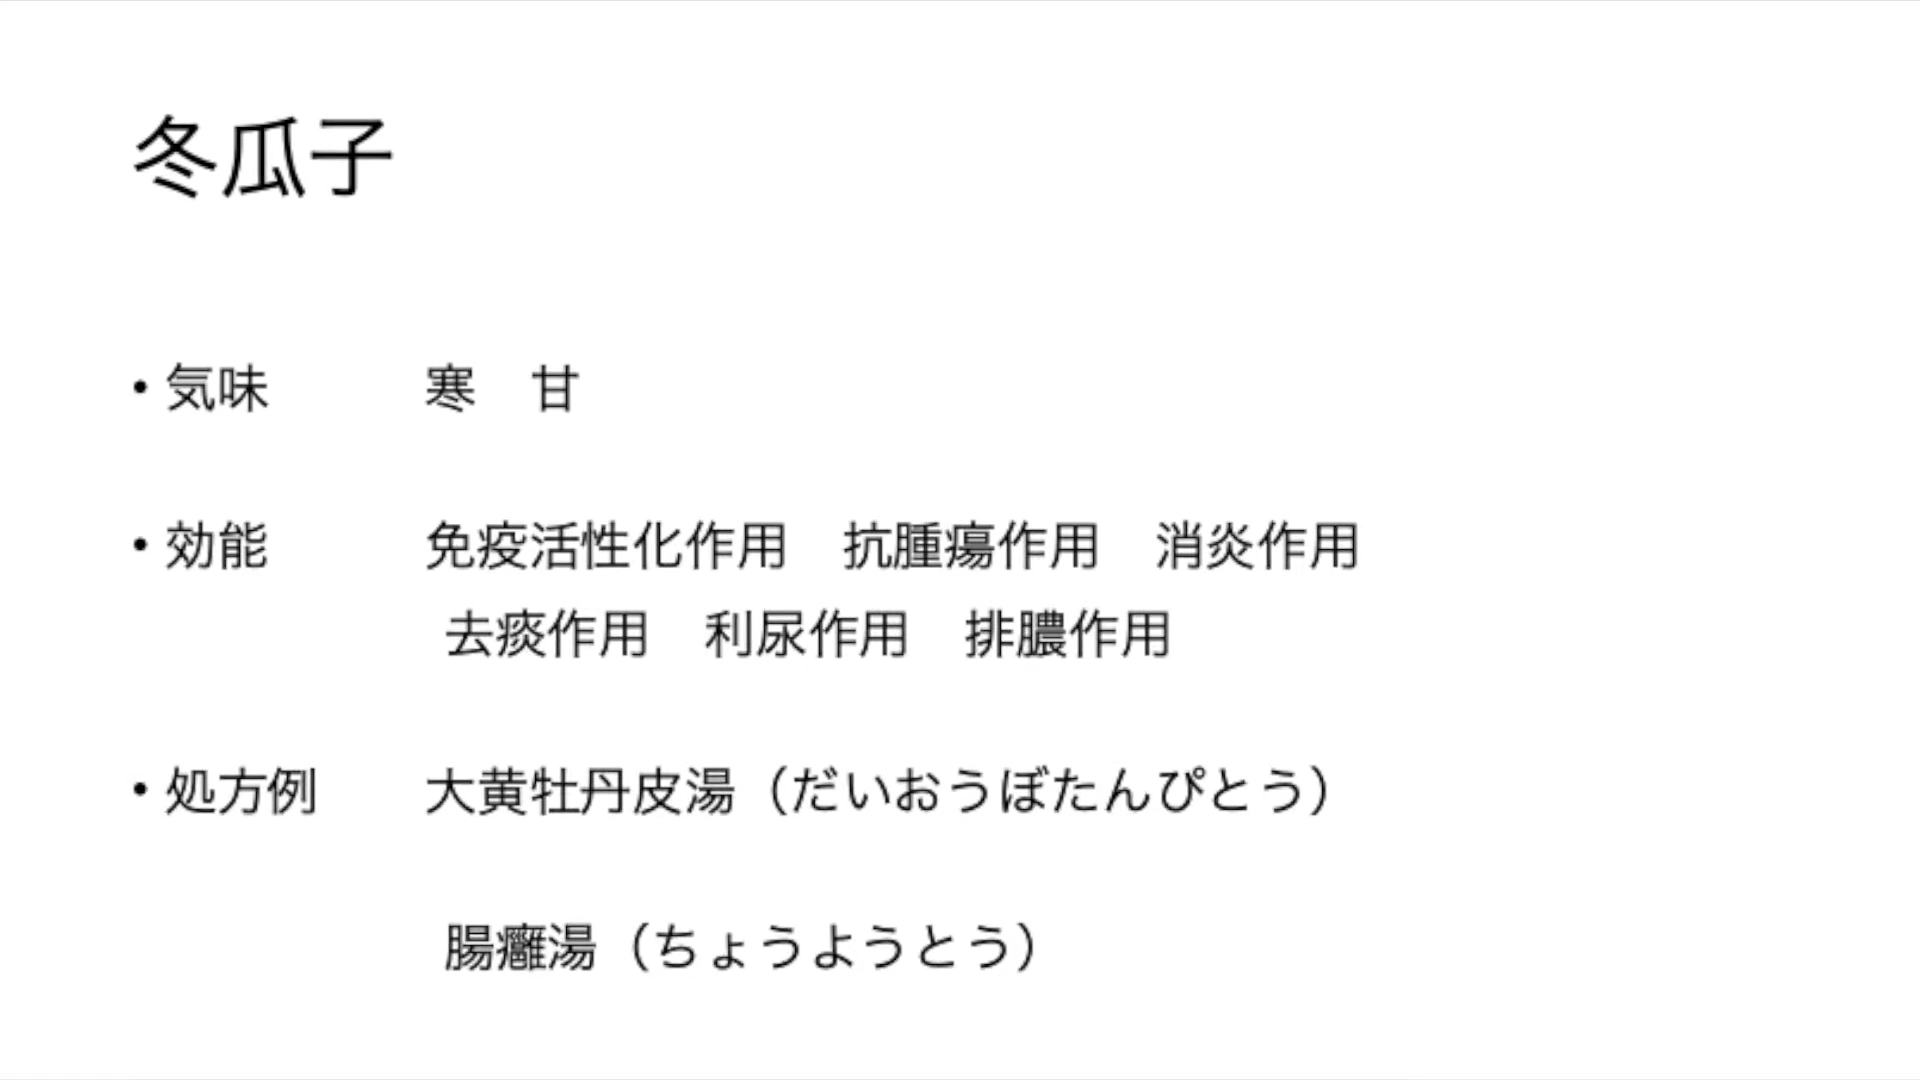 冬瓜子
• 気味　　　寒　甘
• 効能　　　免疫活性化作用　抗腫瘍作用　消炎作用
去痰作用　利尿作用　排膿作用
• 処方例　　大黄牡丹皮湯（だいおうぼたんぴとう）
腸癰湯（ちょうようとう）